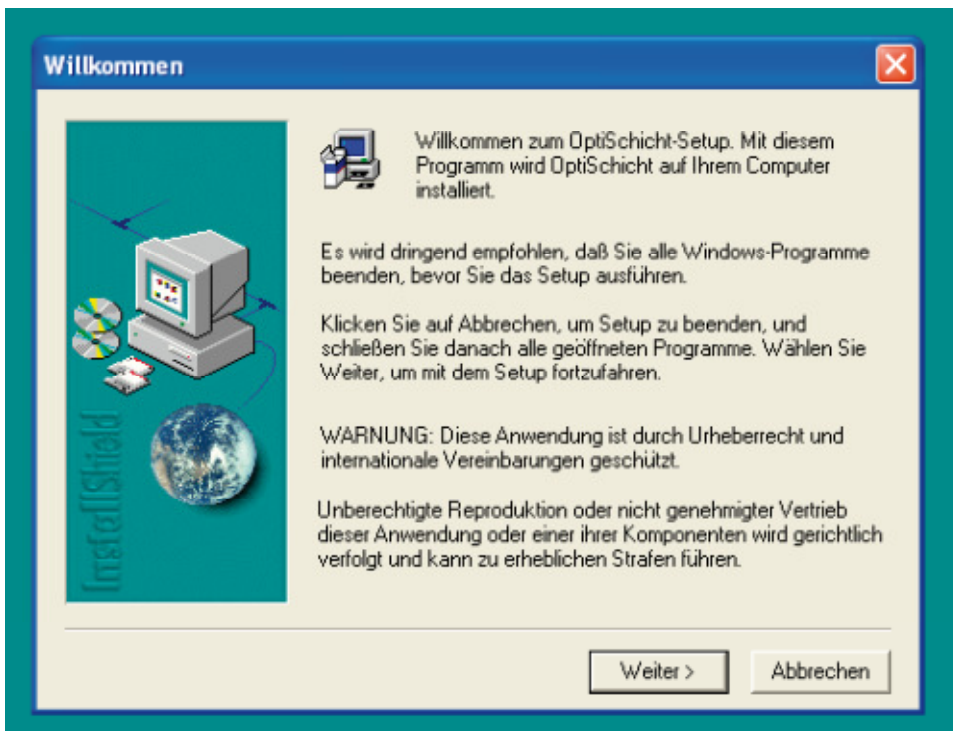 Willkommen
Willkommen zum OptiSchicht-Setup. Mit diesem
Programm wird OptiSchicht auf Ihrem Computer
installiert.
Es wird dringend empfohlen, daß Sie alle Windows-Programme
beenden, bevor Sie das Setup ausführen.
Klicken Sie auf Abbrechen, um Setup zu beenden, und
schließen Sie danach alle geöffneten Programme. Wählen Sie
Weiter, um mit dem Setup fortzufahren.
WARNUNG: Diese Anwendung ist durch Urheberrecht und
internationale Vereinbarungen geschützt.
Unberechtigte Reproduktion oder nicht genehmigter Vertrieb
dieser Anwendung oder einer ihrer Komponenten wird gerichtlich
verfolgt und kann zu erheblichen Strafen führen.
InstallShield
Weiter >
Abbrechen